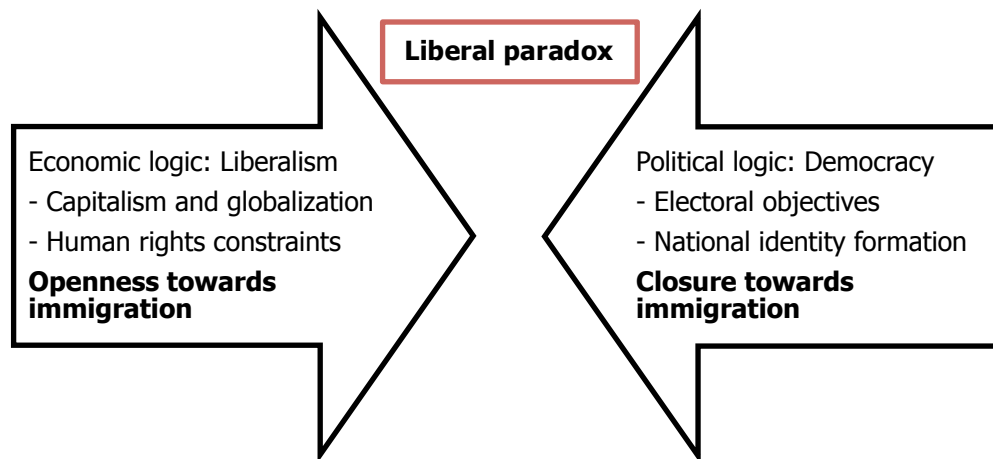 Liberal paradox
Economic logic: Liberalism
- Capitalism and globalization
- Human rights constraints
Openness towards
immigration
Political logic: Democracy
- Electoral objectives
- National identity formation
Closure towards
immigration